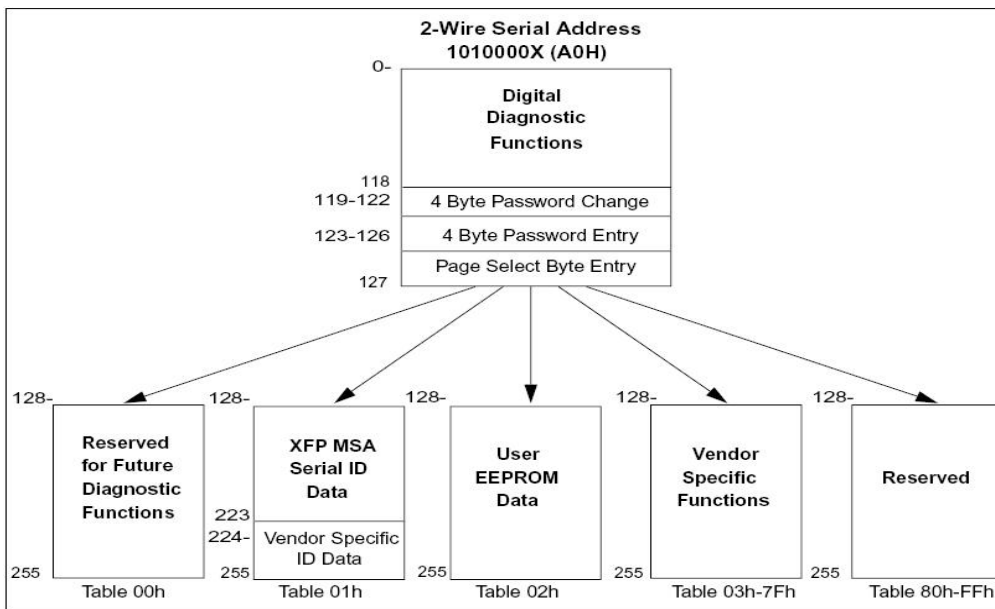 2-Wire Serial Address
1010000X (A0H)
0-
Digital
Diagnostic
Functions
118
119-122
4 Byte Password Change
123-126
4 Byte Password Entry
Page Select Byte Entry
127
128-
Reserved
for Future
Diagnostic
Functions
255
Table 00h
128-
XFP MSA
Serial ID
Data
223
224-
Vendor Specific
ID Data
255
Table 01h
128-
User
EEPROM
Data
255
Table 02h
128-
Vendor
Specific
Functions
255
Table 03h-7Fh
128-
Reserved
255
Table 80h-FFh